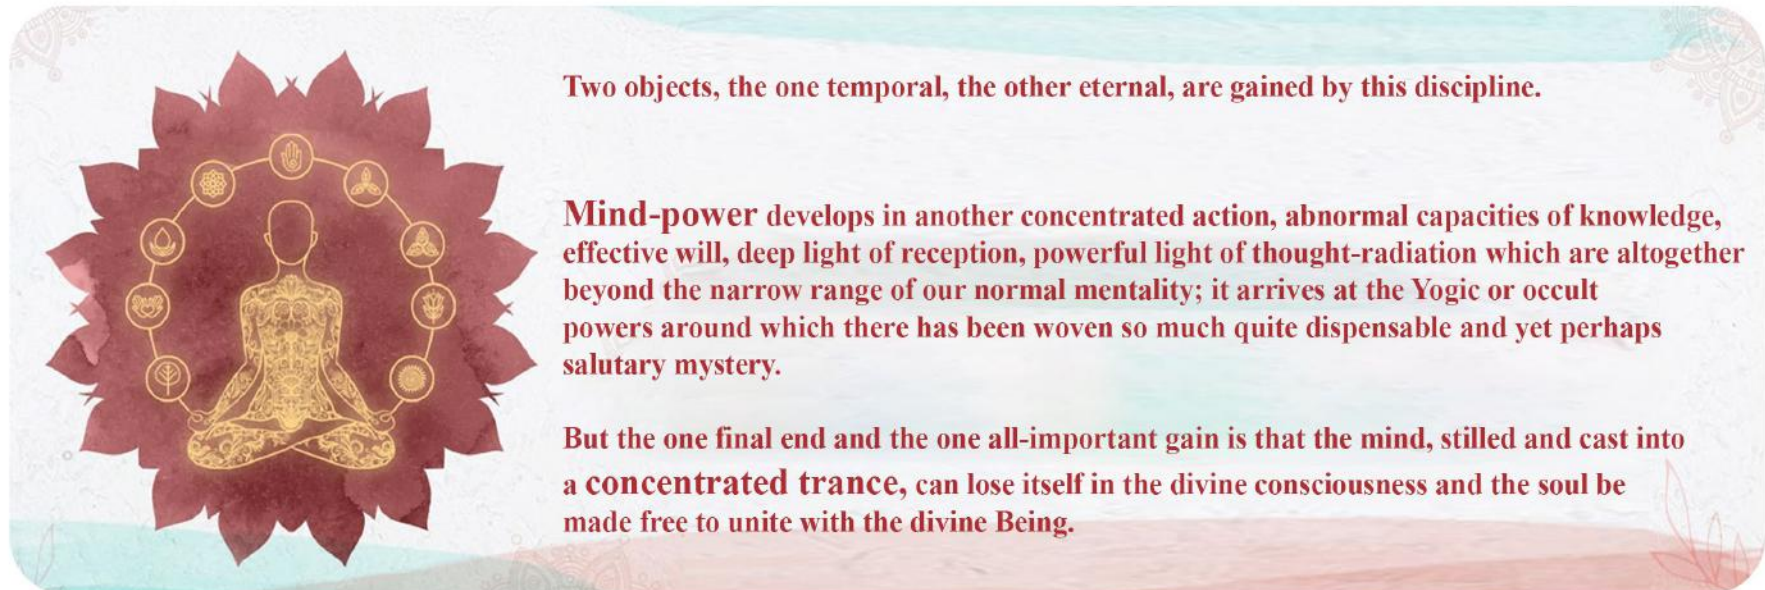 Two objects, the one temporal, the other eternal, are gained by this discipline.
Mind-power develops in another concentrated action, abnormal capacities of knowledge,
effective will, deep light of reception, powerful light of thought-radiation which are altogether
beyond the narrow range of our normal mentality; it arrives at the Yogic or occult
powers around which there has been woven so much quite dispensable and yet perhaps
salutary mystery.
But the one final end and the one all-important gain is that the mind, stilled and cast into
a concentrated trance, can lose itself in the divine consciousness and the soul be
made free to unite with the divine Being.